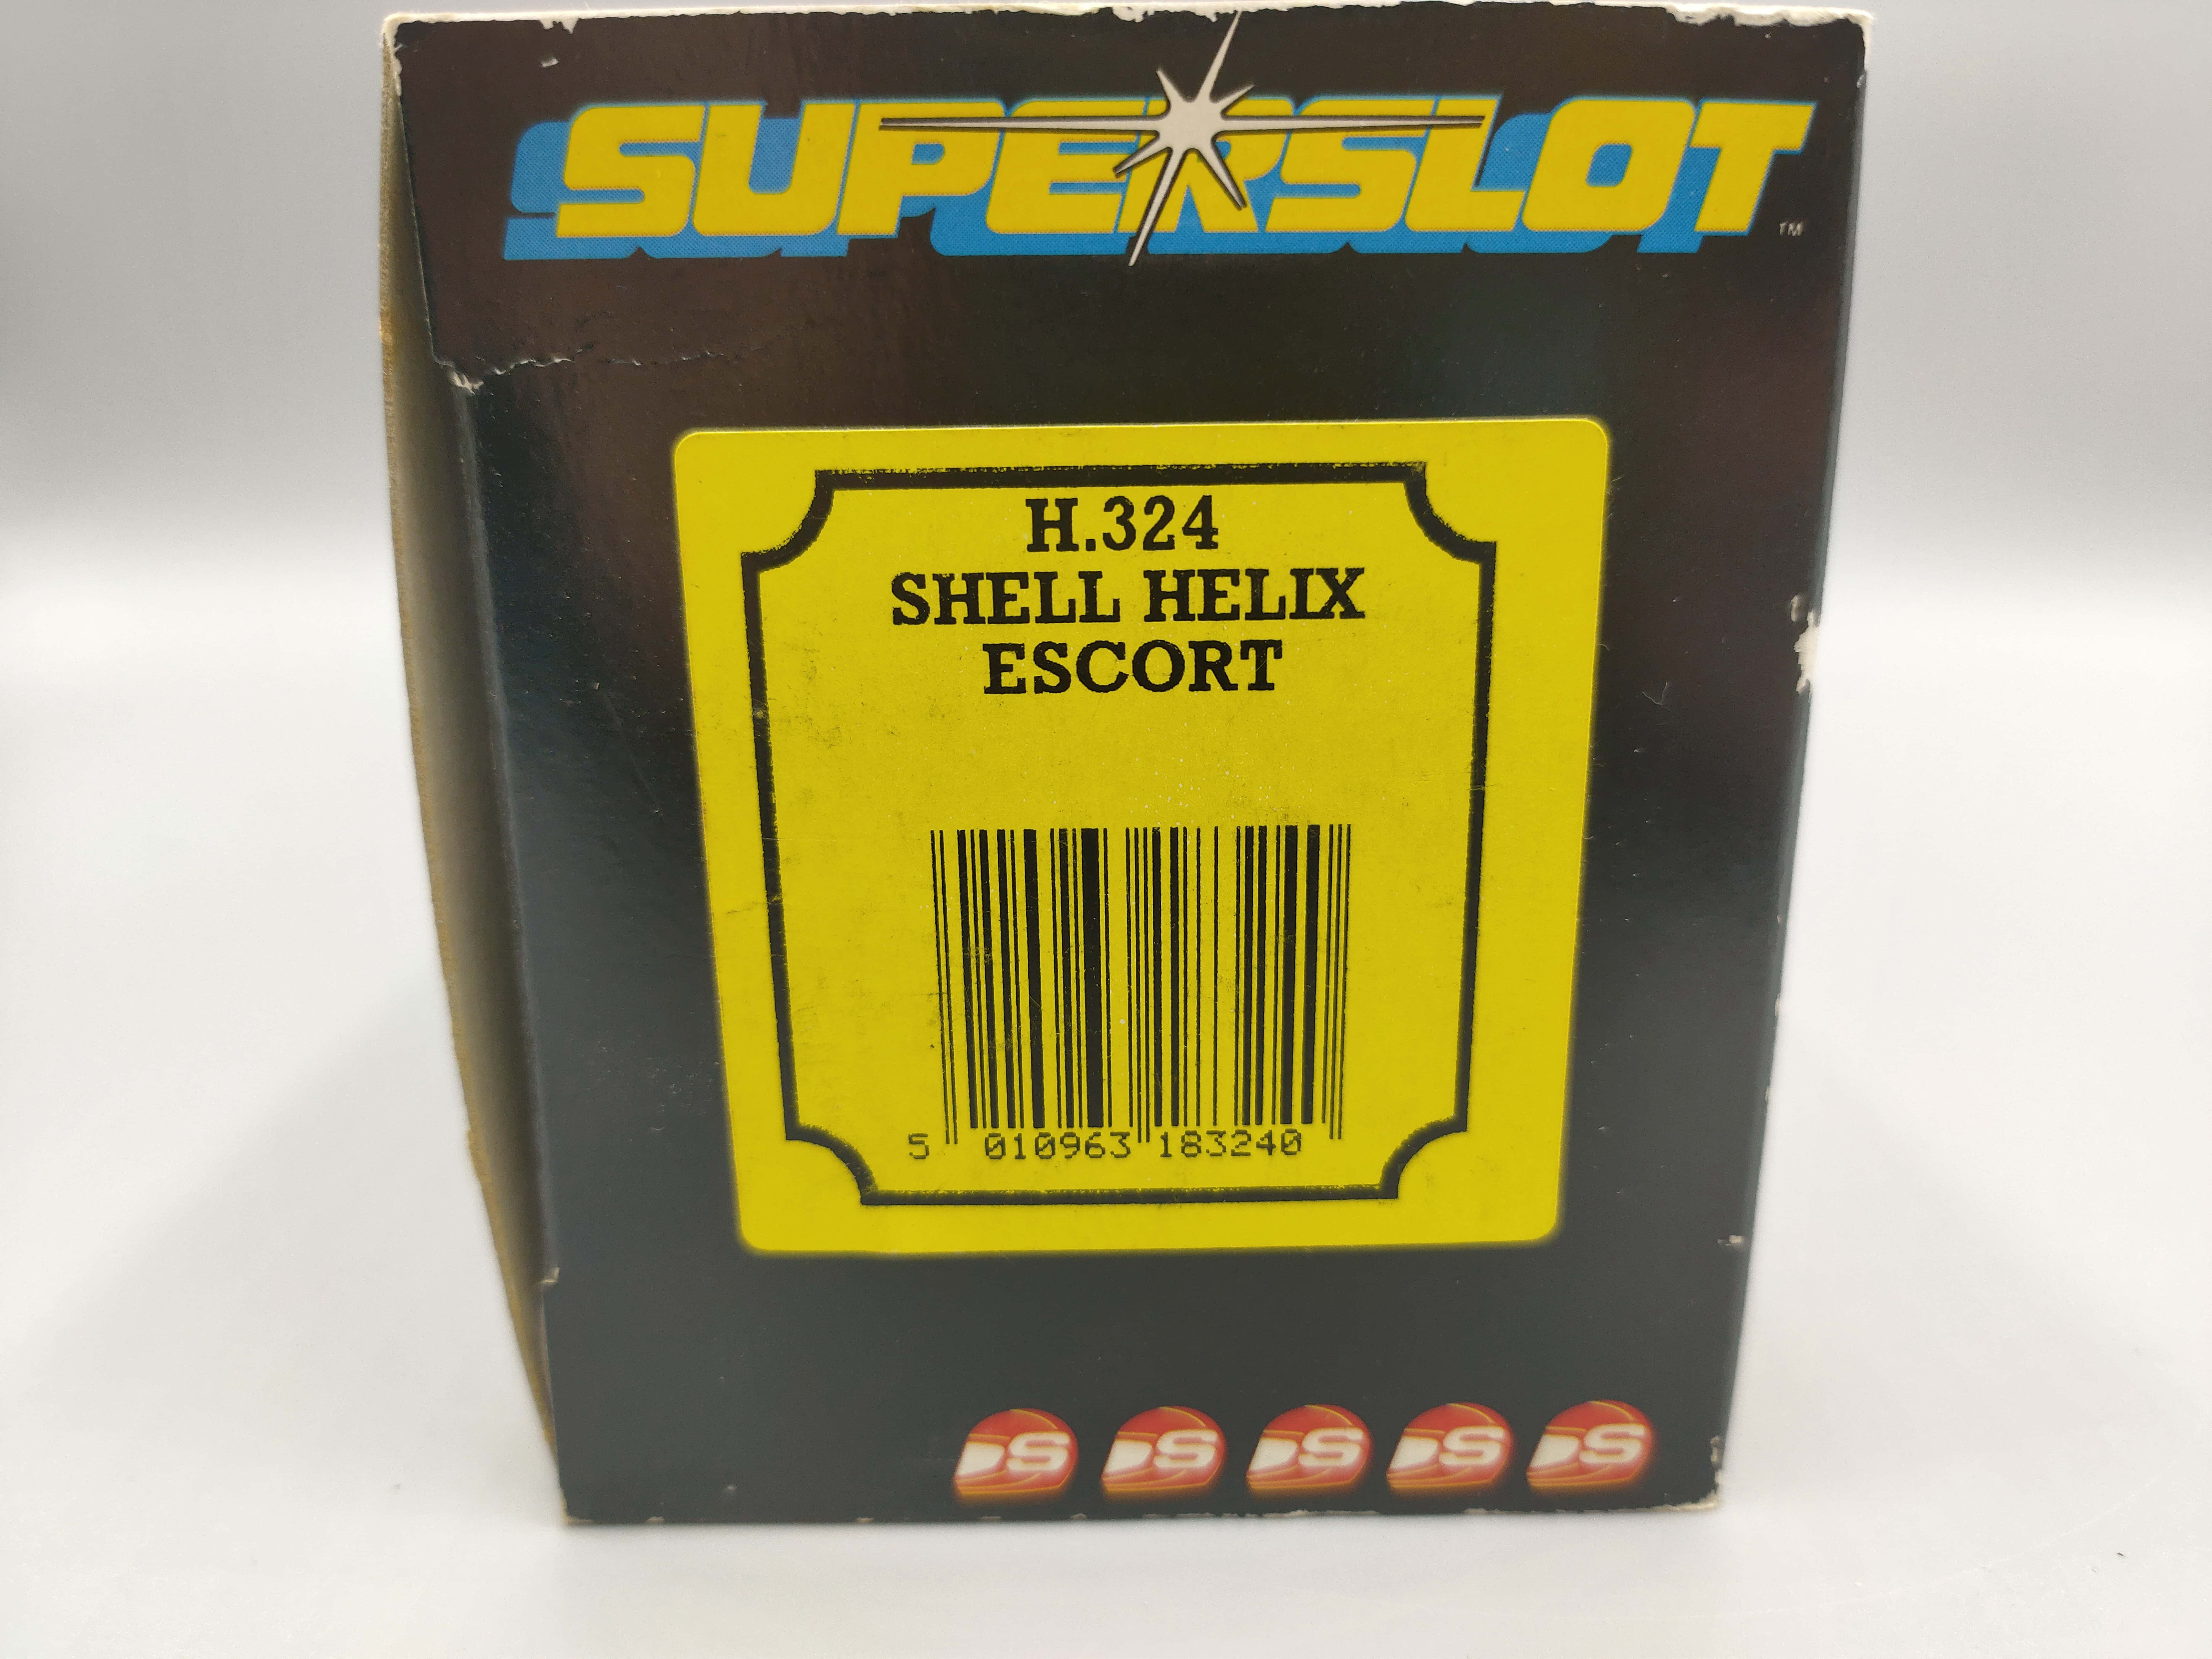 SUPERSLOT
TM
H.324
SHELL HELIX
ESCORT
5 010963 183240
S S S S S